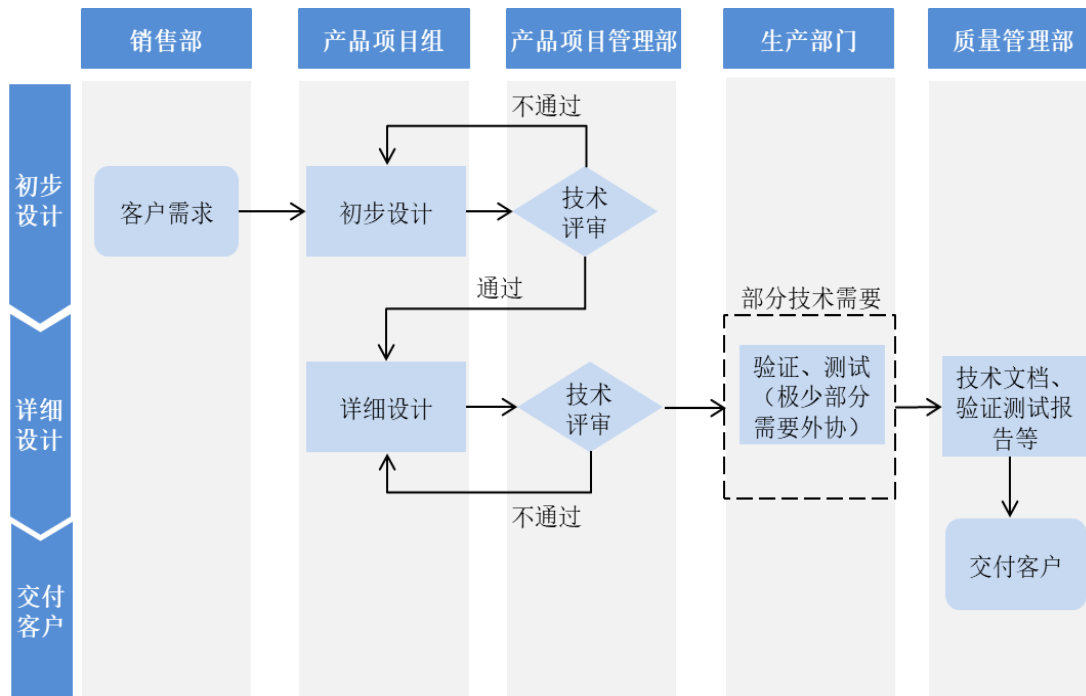 销售部
产品项目组
产品项目管理部
生产部门
质量管理部
初步
设计
不通过
客户需求
初步设计
技术
评审
通过
部分技术需要
详细
设计
详细设计
技术
评审
验证、测试
（极少部分
需要外协）
技术文档、
验证测试报
告等
不通过
交付
客户
交付客户